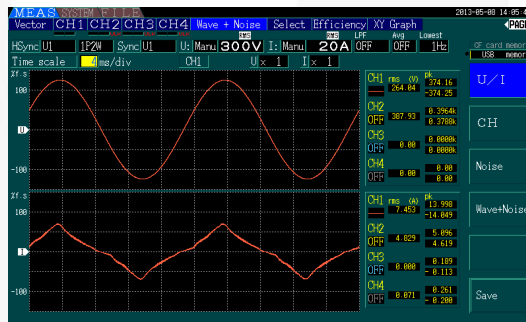 MEAS SYSTEM FILE 2013-05-08 14:05:4
Vector CH1 CH2 CH3 CH4 Wave + Noise Select Efficiency XY Graph PAGE
HSync U1 1P2W Sync U1 U: Manu RMS 300V I: Manu RMS 20A LPF OFF Avg OFF Lowest 1Hz CF card memor
USB memor
Time scale 4 ms/div CH1 U× 1 I× 1
%f.s
100
U
-100
CH1 rms (V) 264.04 pk 374.16
-374.25
CH2 OFF 307.93 0.3964k
0.3788k
CH3 OFF 0.00 0.0000k
0.0000k
CH4 OFF 0.00 0.00
0.00
%f.s
100
I
-100
CH1 rms (A) 7.453 pk 13.998
-14.049
CH2 OFF 4.829 5.096
4.619
CH3 OFF 0.000 0.189
- 0.113
CH4 OFF 0.071 0.261
- 0.200
U/I
CH
Noise
Wave+Noise
Save